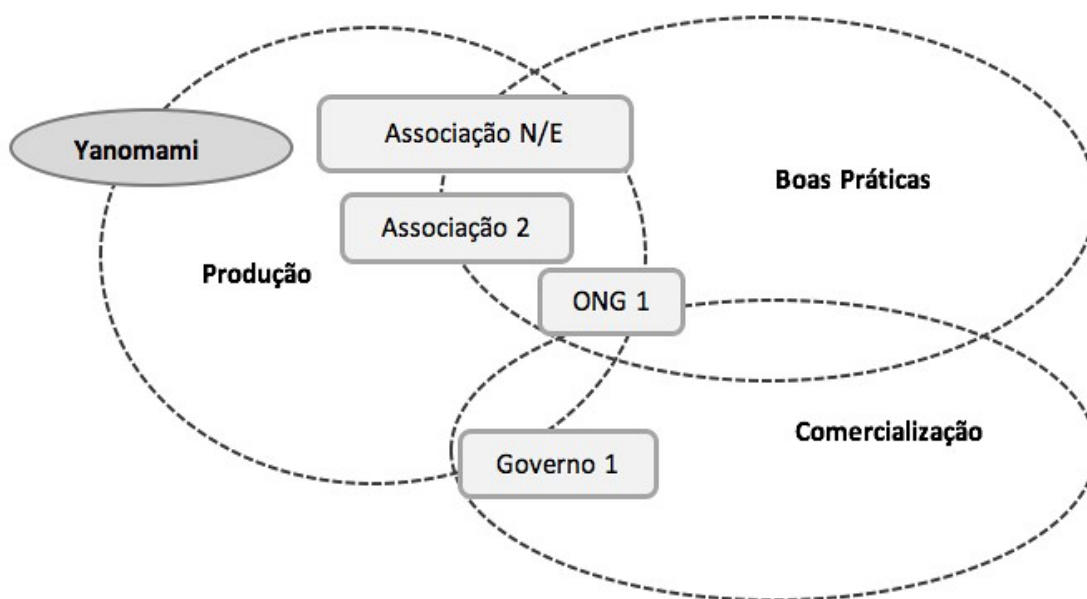 Associação N/E
Yanomami
Boas Práticas
Associação 2
Produção
ONG 1
Comercialização
Governo 1